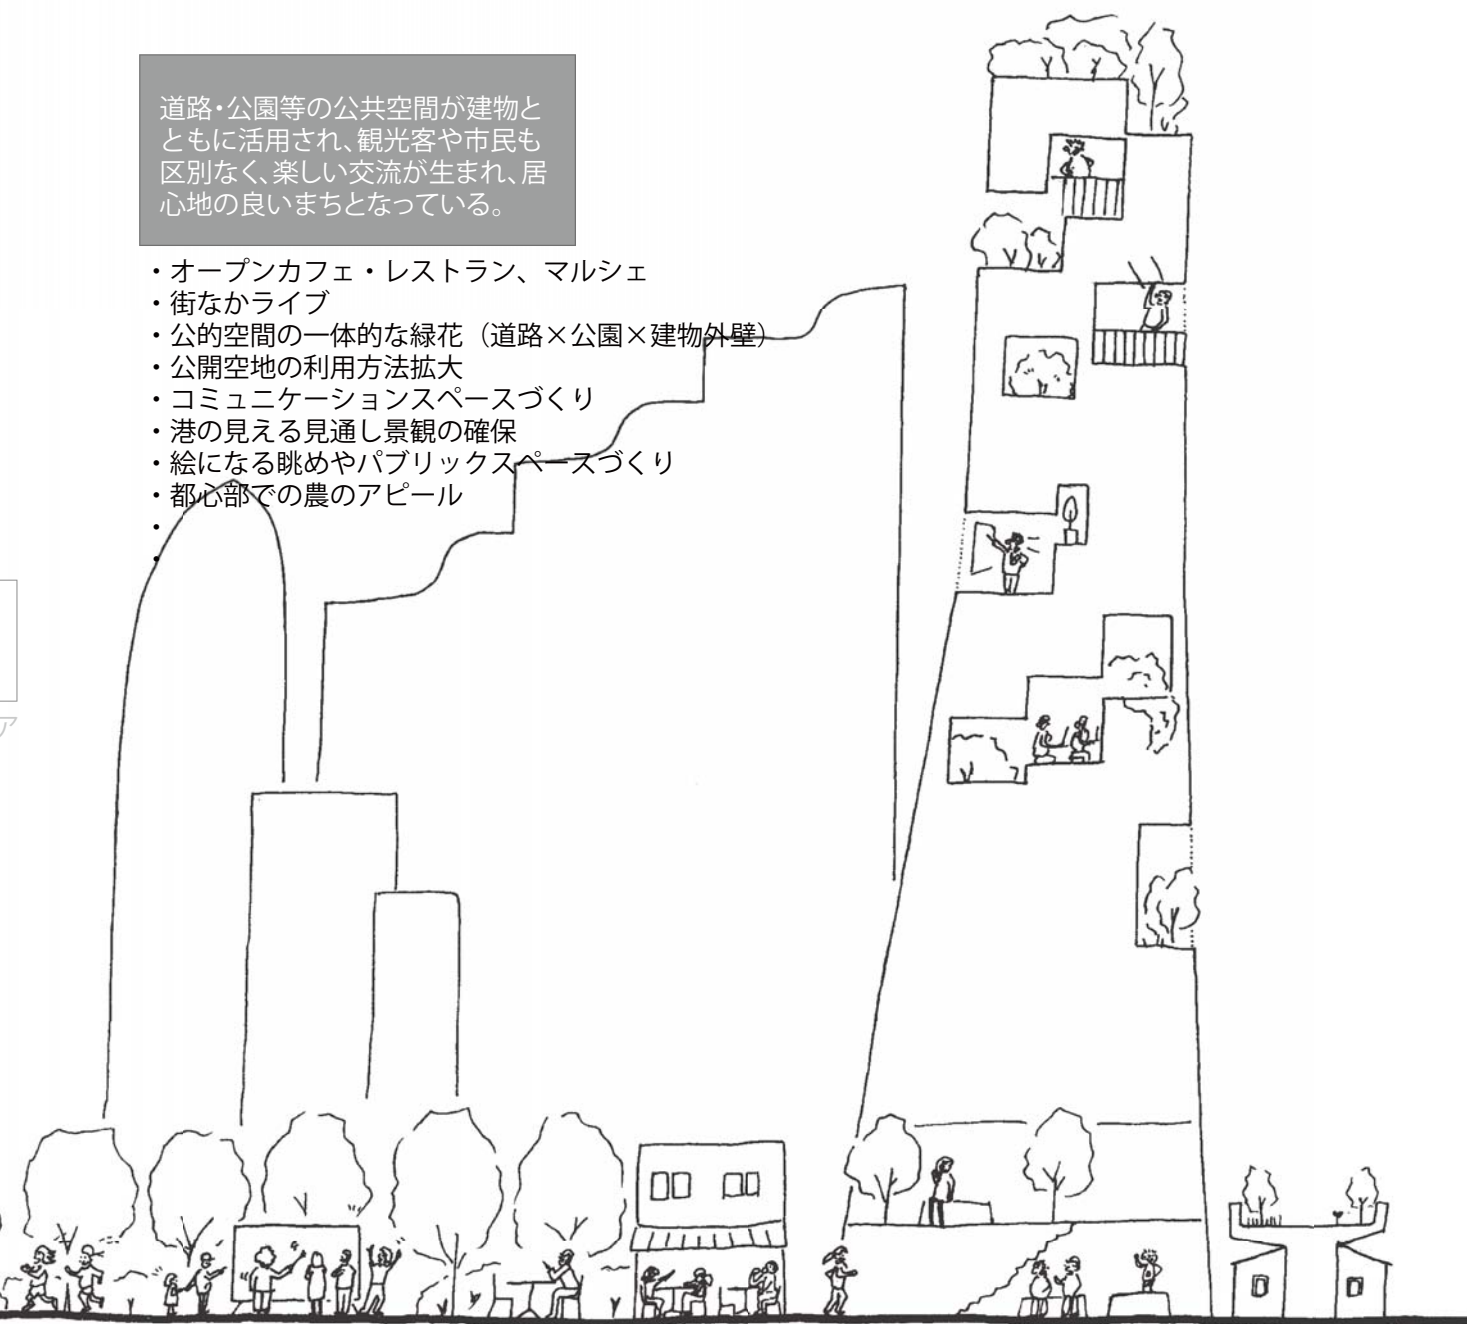 道路・公園等の公共空間が建物と
ともに活用され、観光客や市民も
区別なく、楽しい交流が生まれ、居
心地の良いまちとなっている。
・オープンカフェ・レストラン、マルシェ
・街なかライブ
・公的空間の一体的な緑花（道路×公園×建物外壁）
・公開空地の利用方法拡大
・コミュニケーションスペースづくり
・港の見える見通し景観の確保
・絵になる眺めやパブリックスペースづくり
・都心部での農のアピール
・
・
ア